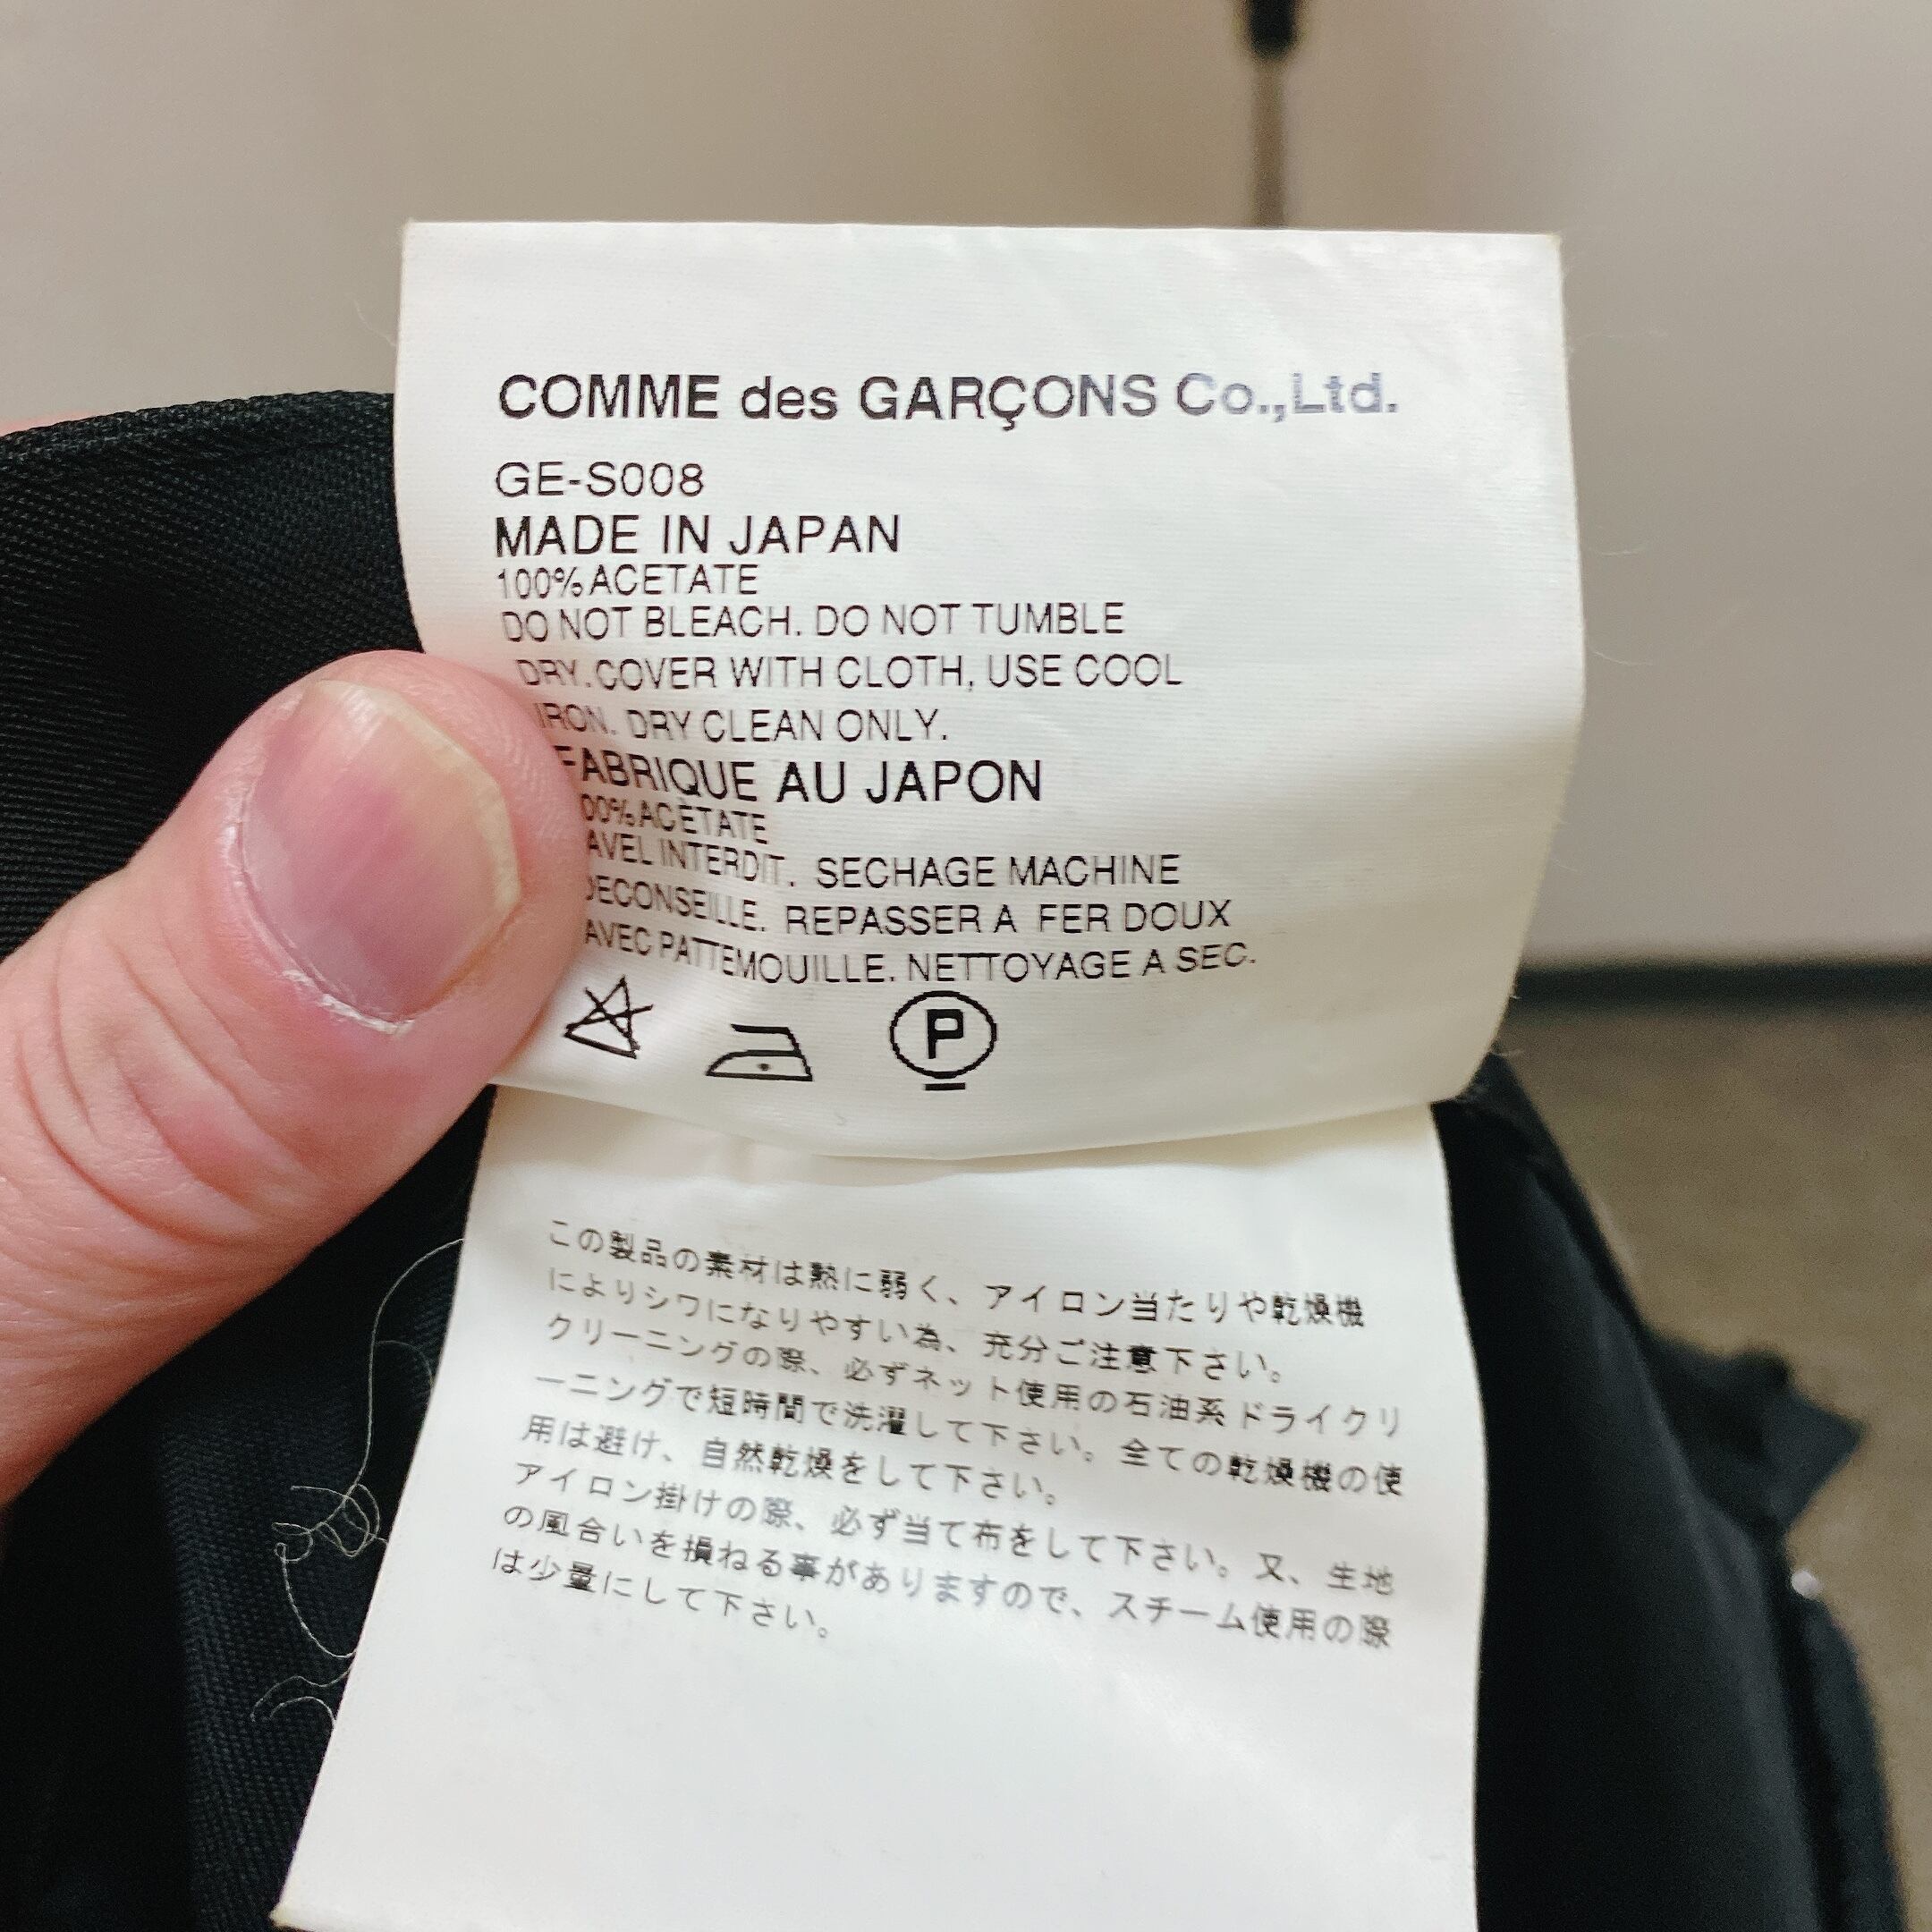 COMME des GARÇONS Co.,Ltd.
GE-S008
MADE IN JAPAN
100% ACETATE
DO NOT BLEACH. DO NOT TUMBLE
DRY. COVER WITH CLOTH, USE COOL
IRON. DRY CLEAN ONLY.
FABRIQUE AU JAPON
00% ACÈTATE
AVEL INTERDIT. SECHAGE MACHINE
DECONSEILLE. REPASSER A FER DOUX
AVEC PATTEMOUILLE. NETTOYAGE A SEC.
P
この製品の素材は熱に弱く、アイロン当たりや乾燥機
によりシワになりやすい為、充分ご注意下さい。
クリーニングの際、必ずネット使用の石油系ドライクリ
ーニングで短時間で洗濯して下さい。全ての乾燥機の使
用は避け、自然乾燥をして下さい。
アイロン掛けの際、必ず当て布をして下さい。又、生地
の風合いを損ねる事がありますので、スチーム使用の際
は少量にして下さい。